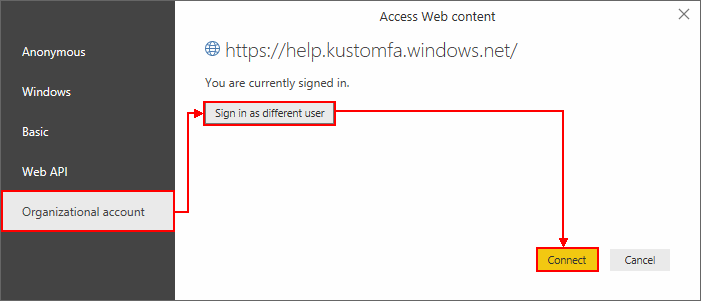 Access Web content
Anonymous
Windows
Basic
Web API
Organizational account
https://help.kustomfa.windows.net/
You are currently signed in.
Sign in as different user
Connect
Cancel